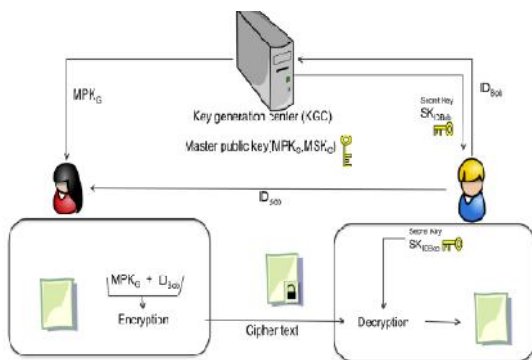 MPK_G
ID_Bob
Key generation center (KGC)
Secret Key
SK_IDBob
Master public key(MPK_G,MSK_G)
ID_Bob
Secret Key
SK_IDBob
MPK_G + ID_Bob
Encryption
Cipher text
Decryption